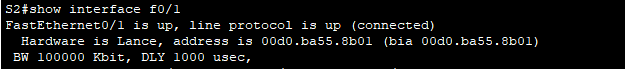 S2#show interface f0/1
FastEthernet0/1 is up, line protocol is up (connected)
Hardware is Lance, address is 00d0.ba55.8b01 (bia 00d0.ba55.8b01)
BW 100000 Kbit, DLY 1000 usec,